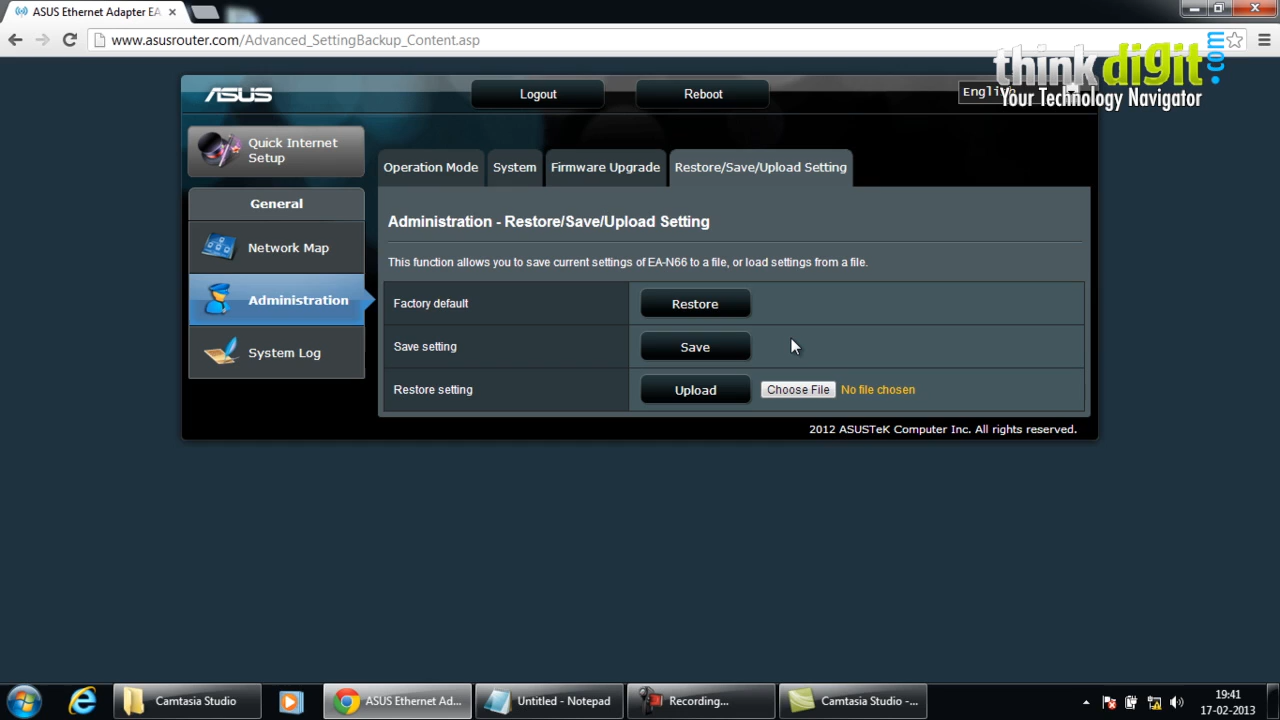 ASUS Ethernet Adapter EA
www.asusrouter.com/Advanced_SettingBackup_Content.asp
thinkdigit.com
Your Technology Navigator
ASUS
Logout
Reboot
English
Quick Internet
Setup
General
Network Map
Administration
System Log
Operation Mode
System
Firmware Upgrade
Restore/Save/Upload Setting
Administration - Restore/Save/Upload Setting
This function allows you to save current settings of EA-N66 to a file, or load settings from a file.
Factory default
Restore
Save setting
Save
Restore setting
Upload
Choose File
No file chosen
2012 ASUSTeK Computer Inc. All rights reserved.
Camtasia Studio
ASUS Ethernet Ad...
Untitled - Notepad
Recording...
Camtasia Studio -...
19:41
17-02-2013